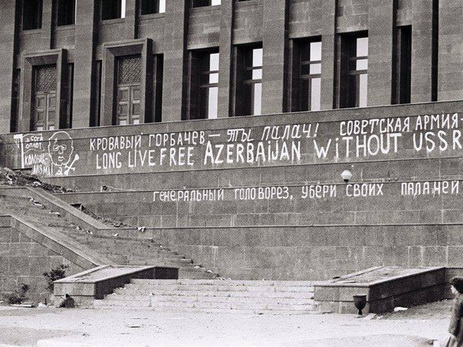 КРОВАВЫЙ ГОРБАЧЕВ — ТЫ ПАЛАЧ! СОВЕТСКАЯ АРМИЯ-
LONG LIVE FREE AZERBAIJAN WITHOUT USSR
ГЕНЕРАЛЬНЫЙ ГОЛОВОРЕЗ, УБЕРИ СВОИХ ПАЛАЧЕЙ